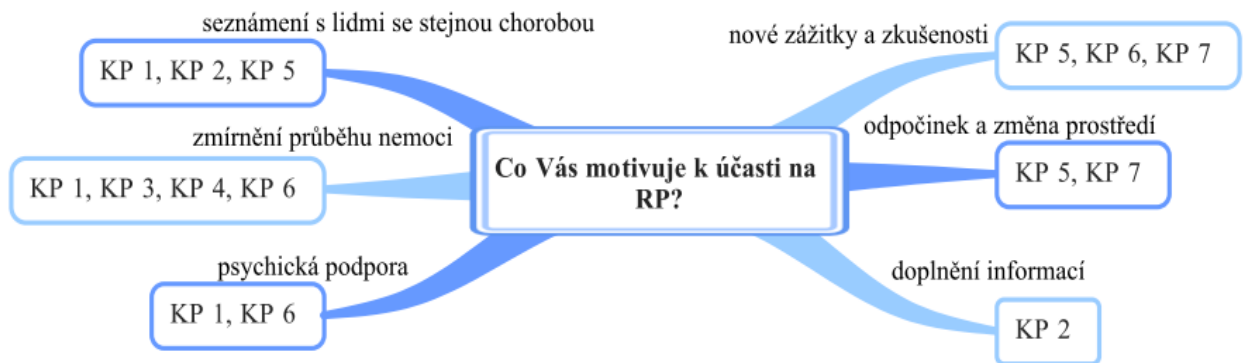 seznámení s lidmi se stejnou chorobou
KP 1, KP 2, KP 5
zmírnění průběhu nemoci
KP 1, KP 3, KP 4, KP 6
psychická podpora
KP 1, KP 6
Co Vás motivuje k účasti na
RP?
nové zážitky a zkušenosti
KP 5, KP 6, KP 7
odpočinek a změna prostředí
KP 5, KP 7
doplnění informací
KP 2